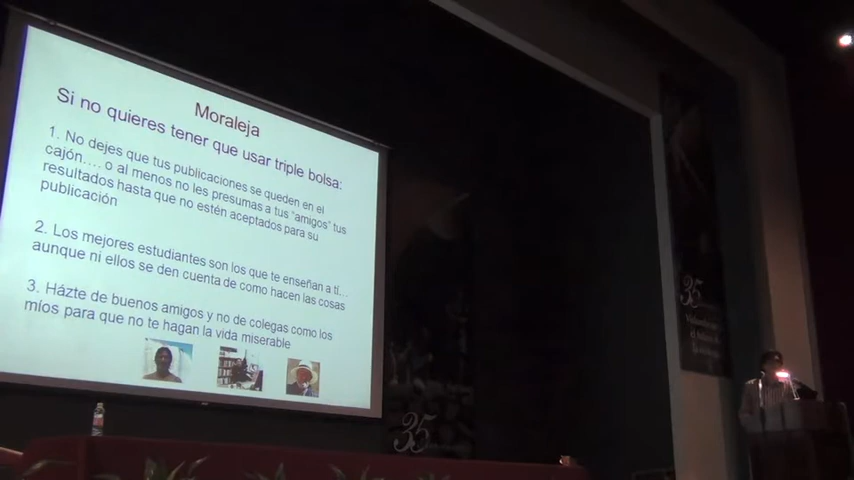 Moraleja
Si no quieres tener que usar triple bolsa:
1. No dejes que tus publicaciones se queden en el
cajón…. o al menos no les presumas a tus "amigos" tus
resultados hasta que no estén aceptados para su
publicación
2. Los mejores estudiantes son los que te enseñan a tí…
aunque ni ellos se den cuenta de como hacen las cosas
3. Házte de buenos amigos y no de colegas como los
míos para que no te hagan la vida miserable
35
35